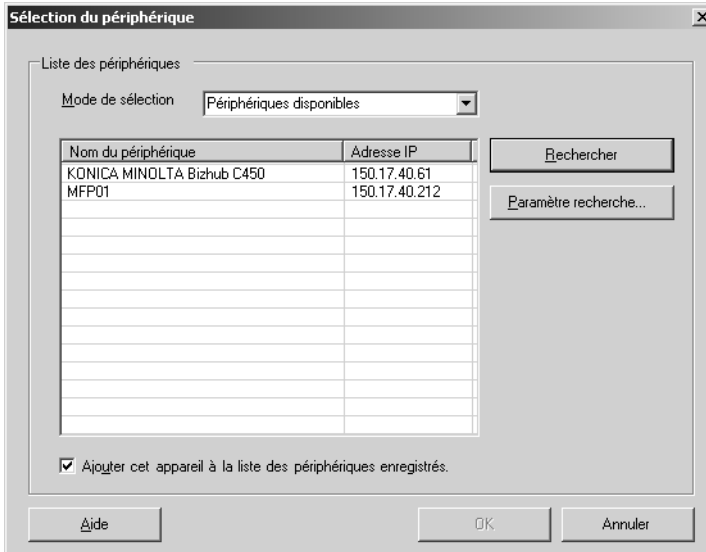 Sélection du périphérique
Liste des périphériques
Mode de sélection Périphériques disponibles
Nom du périphérique Adresse IP
KONICA MINOLTA Bizhub C450 150.17.40.61
MFP01 150.17.40.212
Rechercher
Paramètre recherche...
Ajouter cet appareil à la liste des périphériques enregistrés.
Aide OK Annuler